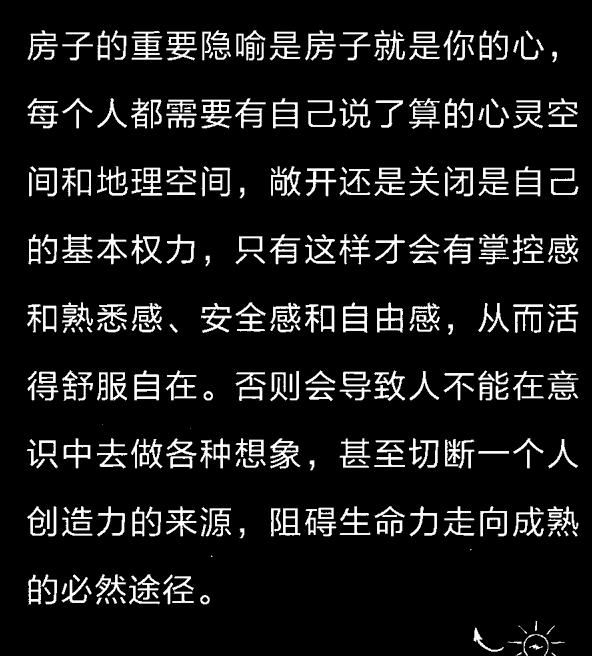 房子的重要隐喻是房子就是你的心，
每个人都需要有自己说了算的心灵空
间和地理空间，敞开还是关闭是自己
的基本权力，只有这样才会有掌控感
和熟悉感、安全感和自由感，从而活
得舒服自在。否则会导致人不能在意
识中去做各种想象，甚至切断一个人
创造力的来源，阻碍生命力走向成熟
的必然途径。